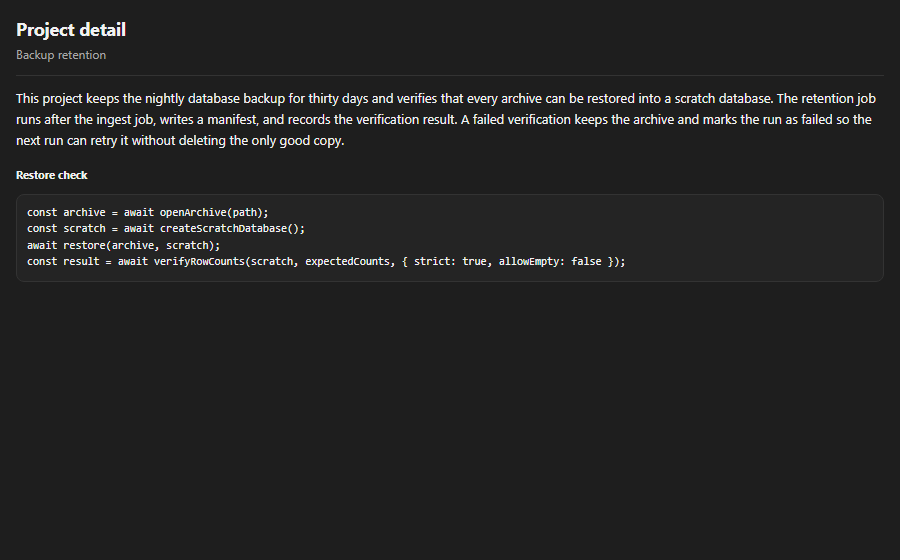 Project detail
Backup retention
This project keeps the nightly database backup for thirty days and verifies that every archive can be restored into a scratch database. The retention job
runs after the ingest job, writes a manifest, and records the verification result. A failed verification keeps the archive and marks the run as failed so the
next run can retry it without deleting the only good copy.
Restore check
const archive = await openArchive(path);
const scratch = await createScratchDatabase();
await restore(archive, scratch);
const result = await verifyRowCounts(scratch, expectedCounts, { strict: true, allowEmpty: false });